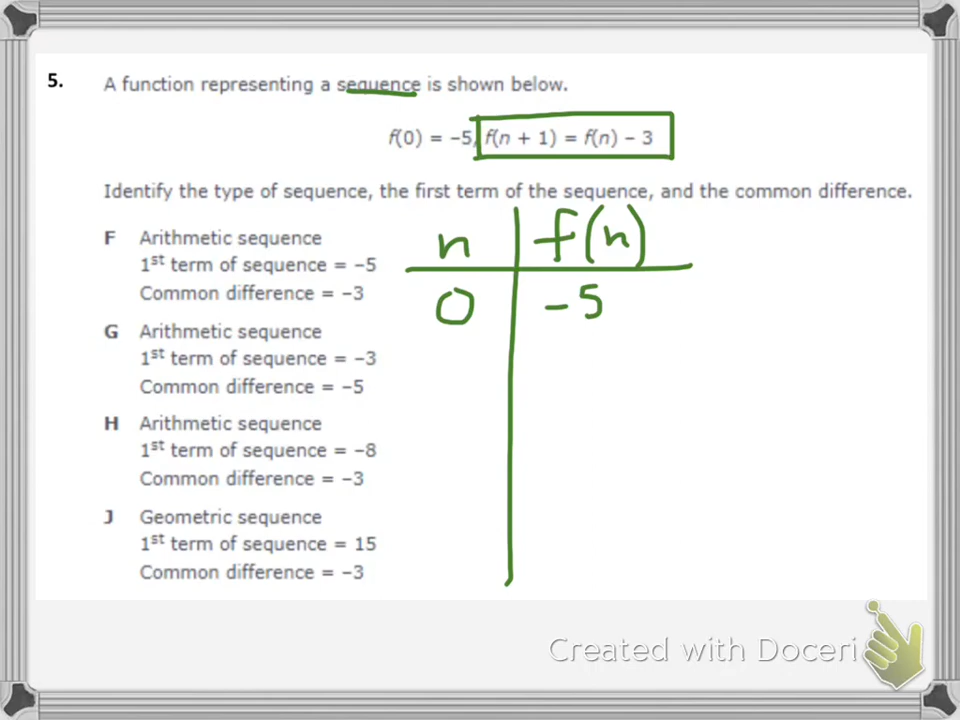 5. A function representing a sequence is shown below.
f(0) = –5, f(n + 1) = f(n) – 3
Identify the type of sequence, the first term of the sequence, and the common difference.
F Arithmetic sequence
1st term of sequence = –5
Common difference = –3
G Arithmetic sequence
1st term of sequence = –3
Common difference = –5
H Arithmetic sequence
1st term of sequence = –8
Common difference = –3
J Geometric sequence
1st term of sequence = 15
Common difference = –3
n f(n)
0 –5
Created with Doceri